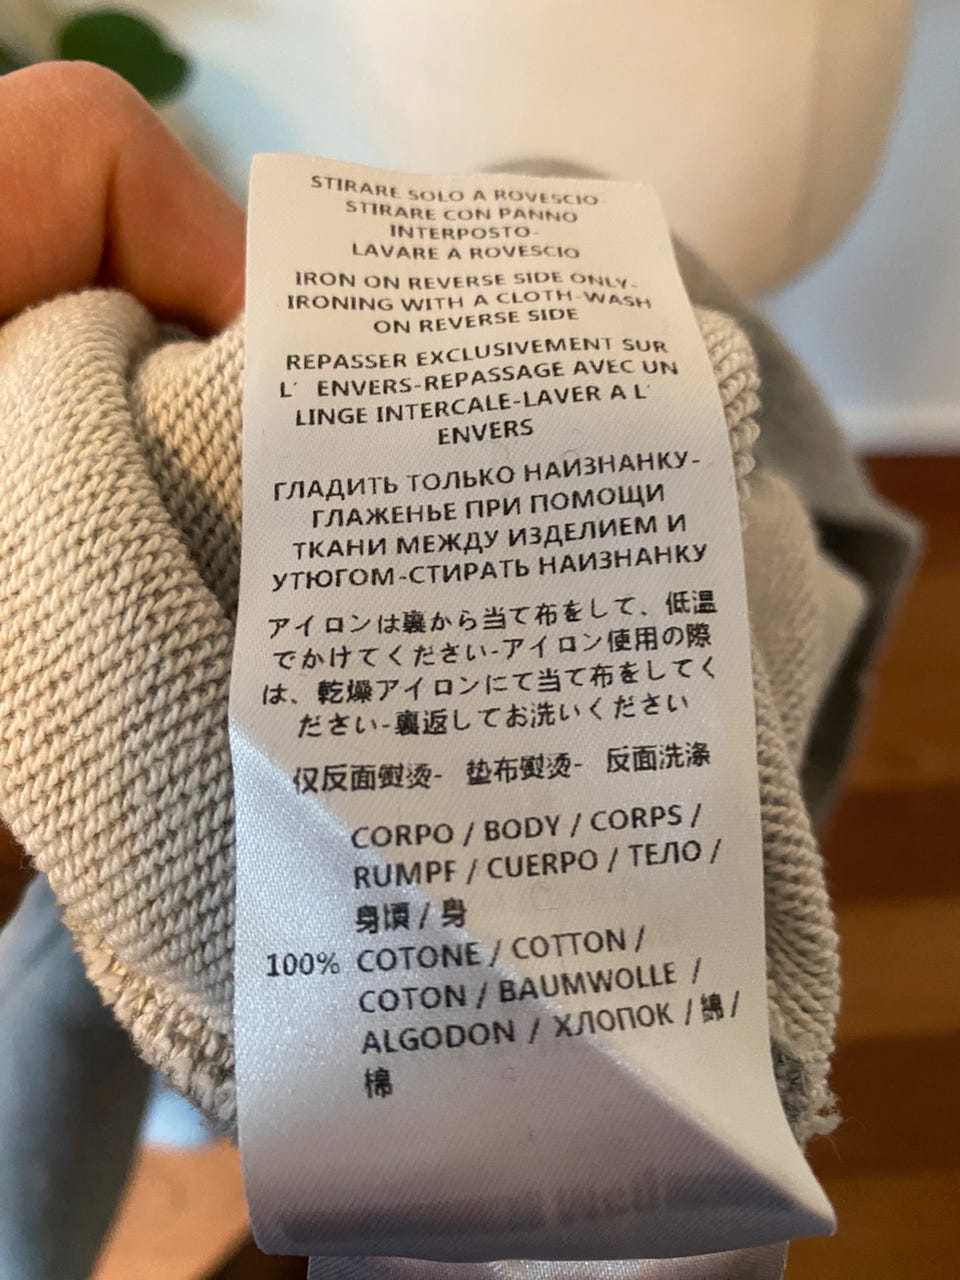 STIRARE SOLO A ROVESCIO-
STIRARE CON PANNO
INTERPOSTO-
LAVARE A ROVESCIO
IRON ON REVERSE SIDE ONLY-
IRONING WITH A CLOTH-WASH
ON REVERSE SIDE
REPASSER EXCLUSIVEMENT SUR
L' ENVERS-REPASSAGE AVEC UN
LINGE INTERCALE-LAVER A L'
ENVERS
ГЛАДИТЬ ТОЛЬКО НАИЗНАНКУ-
ГЛАЖЕНЬЕ ПРИ ПОМОЩИ
ТКАНИ МЕЖДУ ИЗДЕЛИЕМ И
УТЮГОМ-СТИРАТЬ НАИЗНАНКУ
アイロンは裏から当て布をして、低温
でかけてください-アイロン使用の際
は、乾燥アイロンにて当て布をしてく
ださい-裏返してお洗いください
仅反面熨烫- 垫布熨烫- 反面洗涤
CORPO / BODY / CORPS /
RUMPF / CUERPO / ТЕЛО /
身頃 / 身
100% COTONE / COTTON /
COTON / BAUMWOLLE /
ALGODON / ХЛОПОК / 綿 /
棉